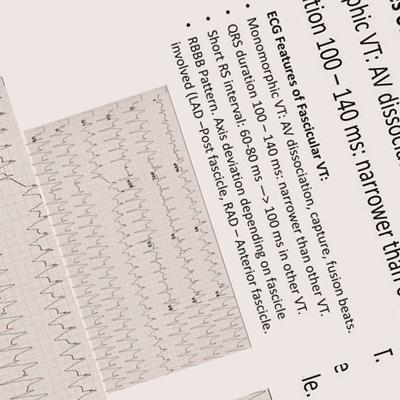 ECG Features of Fascicular VT:
• Monomorphic VT: AV dissociation, capture, fusion beats.
• QRS duration 100 – 140 ms: narrower than other VT.
• Short RS interval: 60-80 ms —> 100 ms in other VT.
• RBBB Pattern. Axis deviation depending on fascicle
involved (LAD –Post fascicle, RAD – Anterior fascicle.
phic VT: AV dissoci
tion 100 – 140 ms: narrower than
T.
e
le.